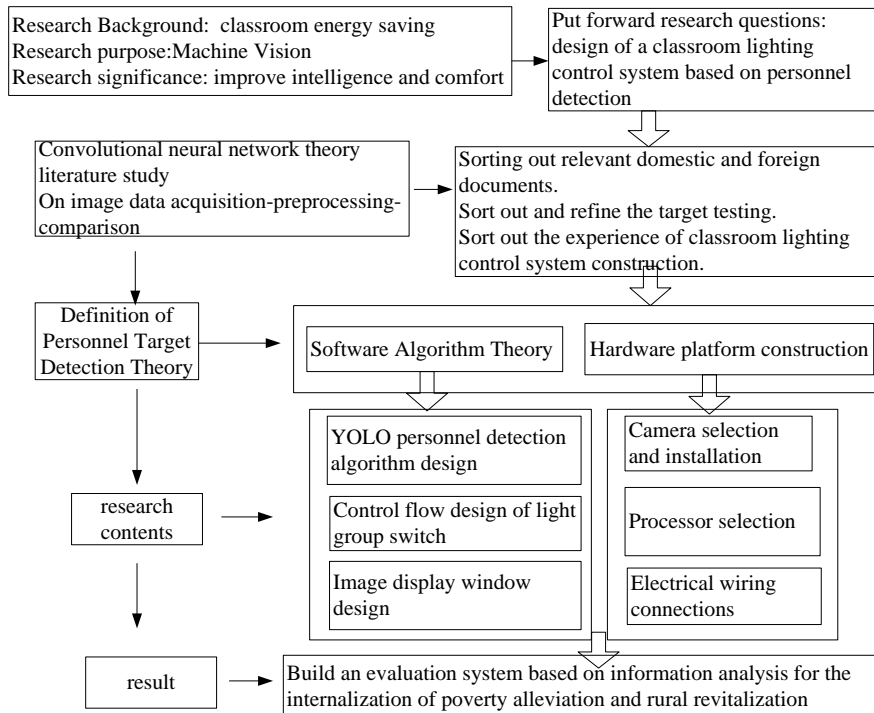 Research Background:  classroom energy saving
Research purpose:Machine Vision
Research significance: improve intelligence and comfort
Put forward research questions:
design of a classroom lighting
control system based on personnel
detection
Convolutional neural network theory
literature study
On image data acquisition-preprocessing-
comparison
Sorting out relevant domestic and foreign
documents.
Sort out and refine the target testing.
Sort out the experience of classroom lighting
control system construction.
Definition of
Personnel Target
Detection Theory
Software Algorithm Theory
Hardware platform construction
research
contents
YOLO personnel detection
algorithm design
Control flow design of light
group switch
Image display window
design
Camera selection
and installation
Processor selection
Electrical wiring
connections
result
Build an evaluation system based on information analysis for the
internalization of poverty alleviation and rural revitalization